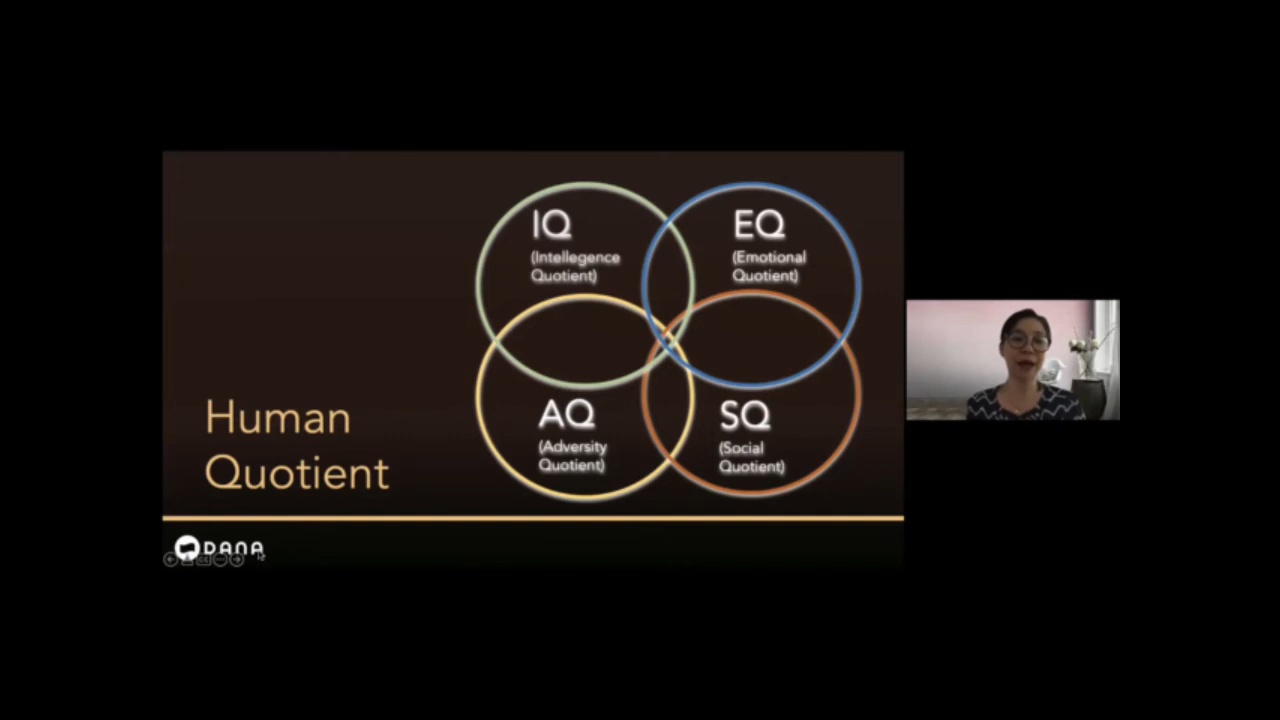 IQ
(Intellegence
Quotient)
EQ
(Emotional
Quotient)
AQ
(Adversity
Quotient)
SQ
(Social
Quotient)
Human
Quotient
DANA